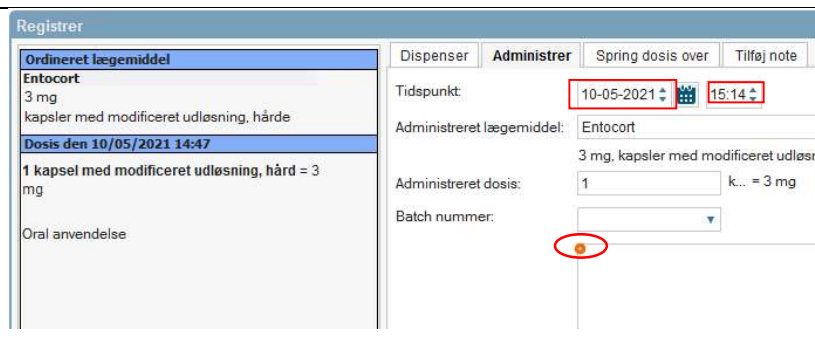 Registrer
Ordineret lægemiddel
Entocort
3 mg
kapsler med modificeret udløsning, hårde
Dosis den 10/05/2021 14:47
1 kapsel med modificeret udløsning, hård = 3
mg
Oral anvendelse
Dispenser Administrer Spring dosis over Tilføj note
Tidspunkt: 10-05-2021 15:14
Administreret lægemiddel: Entocort
3 mg, kapsler med modificeret udløsn
Administreret dosis: 1 k... = 3 mg
Batch nummer: